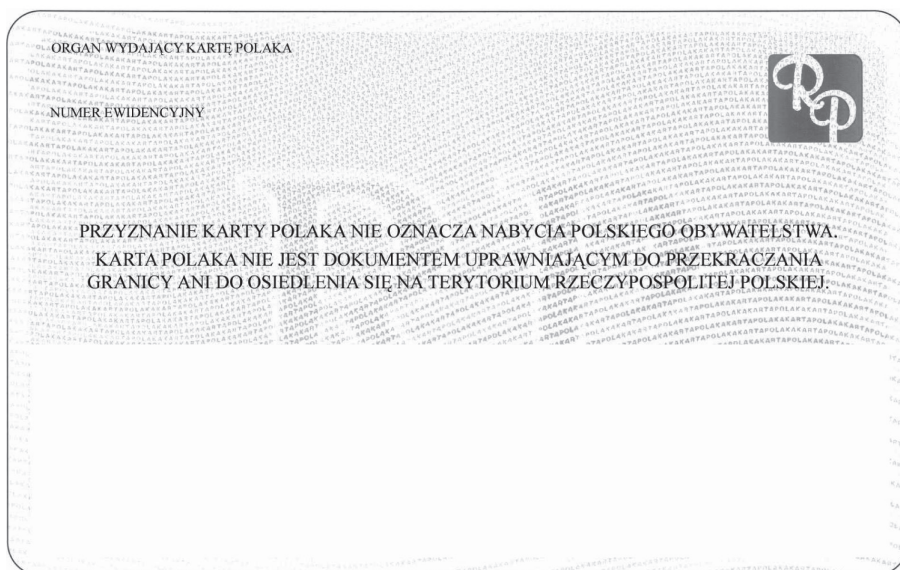 ORGAN WYDAJĄCY KARTĘ POLAKA
RP
NUMER EWIDENCYJNY
PRZYZNANIE KARTY POLAKA NIE OZNACZA NABYCIA POLSKIEGO OBYWATELSTWA.
KARTA POLAKA NIE JEST DOKUMENTEM UPRAWNIAJĄCYM DO PRZEKRACZANIA
GRANICY ANI DO OSIEDLENIA SIĘ NA TERYTORIUM RZECZYPOSPOLITEJ POLSKIEJ.